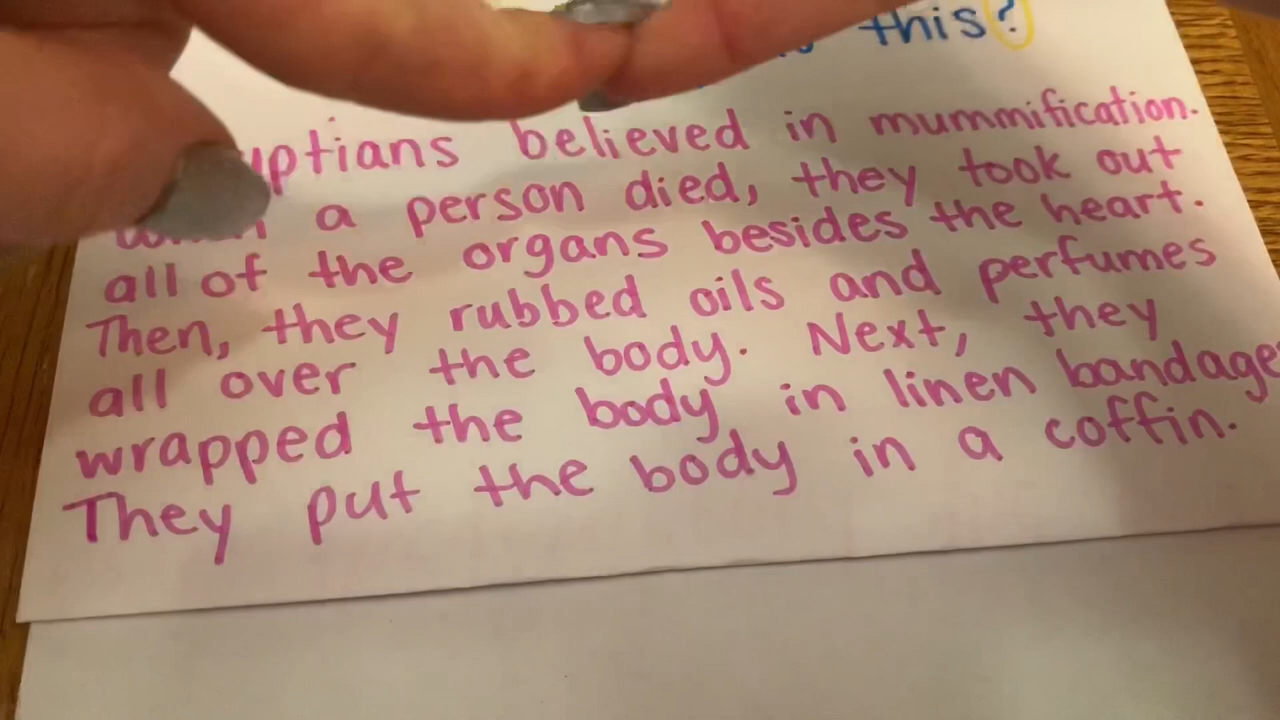 this?
believed in mummification.
a person died, they took out
all of the organs besides the heart.
Then, they rubbed oils and perfumes
all over the body. Next, they
wrapped the body in linen bandage
They put the body in a coffin.